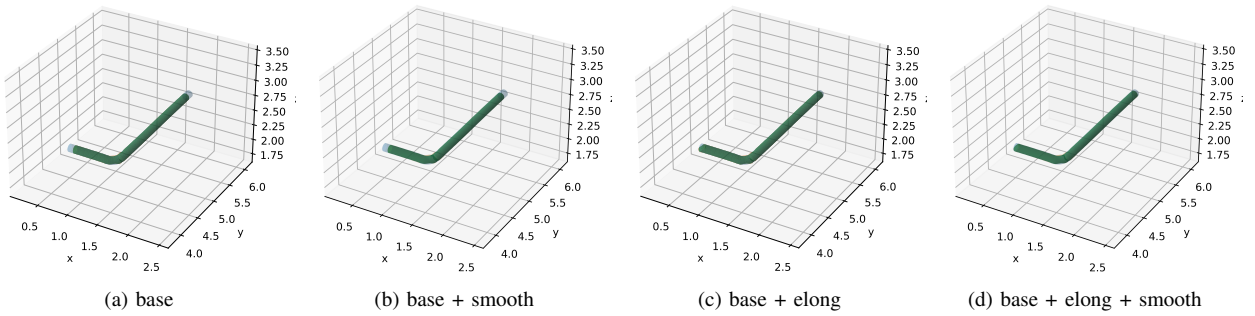 3.50 3.50 3.50 3.50
3.25 3.25 3.25 3.25
3.00 3.00 3.00 3.00
2.75 2.75 2.75 2.75
2.50 2.50 2.50 2.50
2.25 2.25 2.25 2.25
2.00 2.00 2.00 2.00
1.75 1.75 1.75 1.75
6.0 6.0 6.0 6.0
5.5 5.5 5.5 5.5
5.0 5.0 5.0 5.0
4.5 4.5 4.5 4.5
4.0 4.0 4.0 4.0
y y y y
0.5 0.5 0.5 0.5
1.0 1.0 1.0 1.0
1.5 1.5 1.5 1.5
2.0 2.0 2.0 2.0
2.5 2.5 2.5 2.5
x x x x
(a) base (b) base + smooth (c) base + elong (d) base + elong + smooth